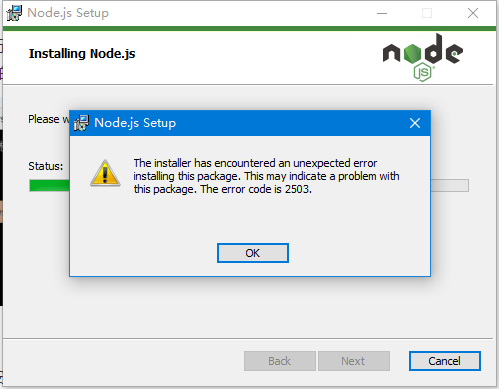 Node.js Setup
Installing Node.js
node
JS
Please w
Node.js Setup
The installer has encountered an unexpected error
installing this package. This may indicate a problem with
this package. The error code is 2503.
Status:
OK
Back
Next
Cancel